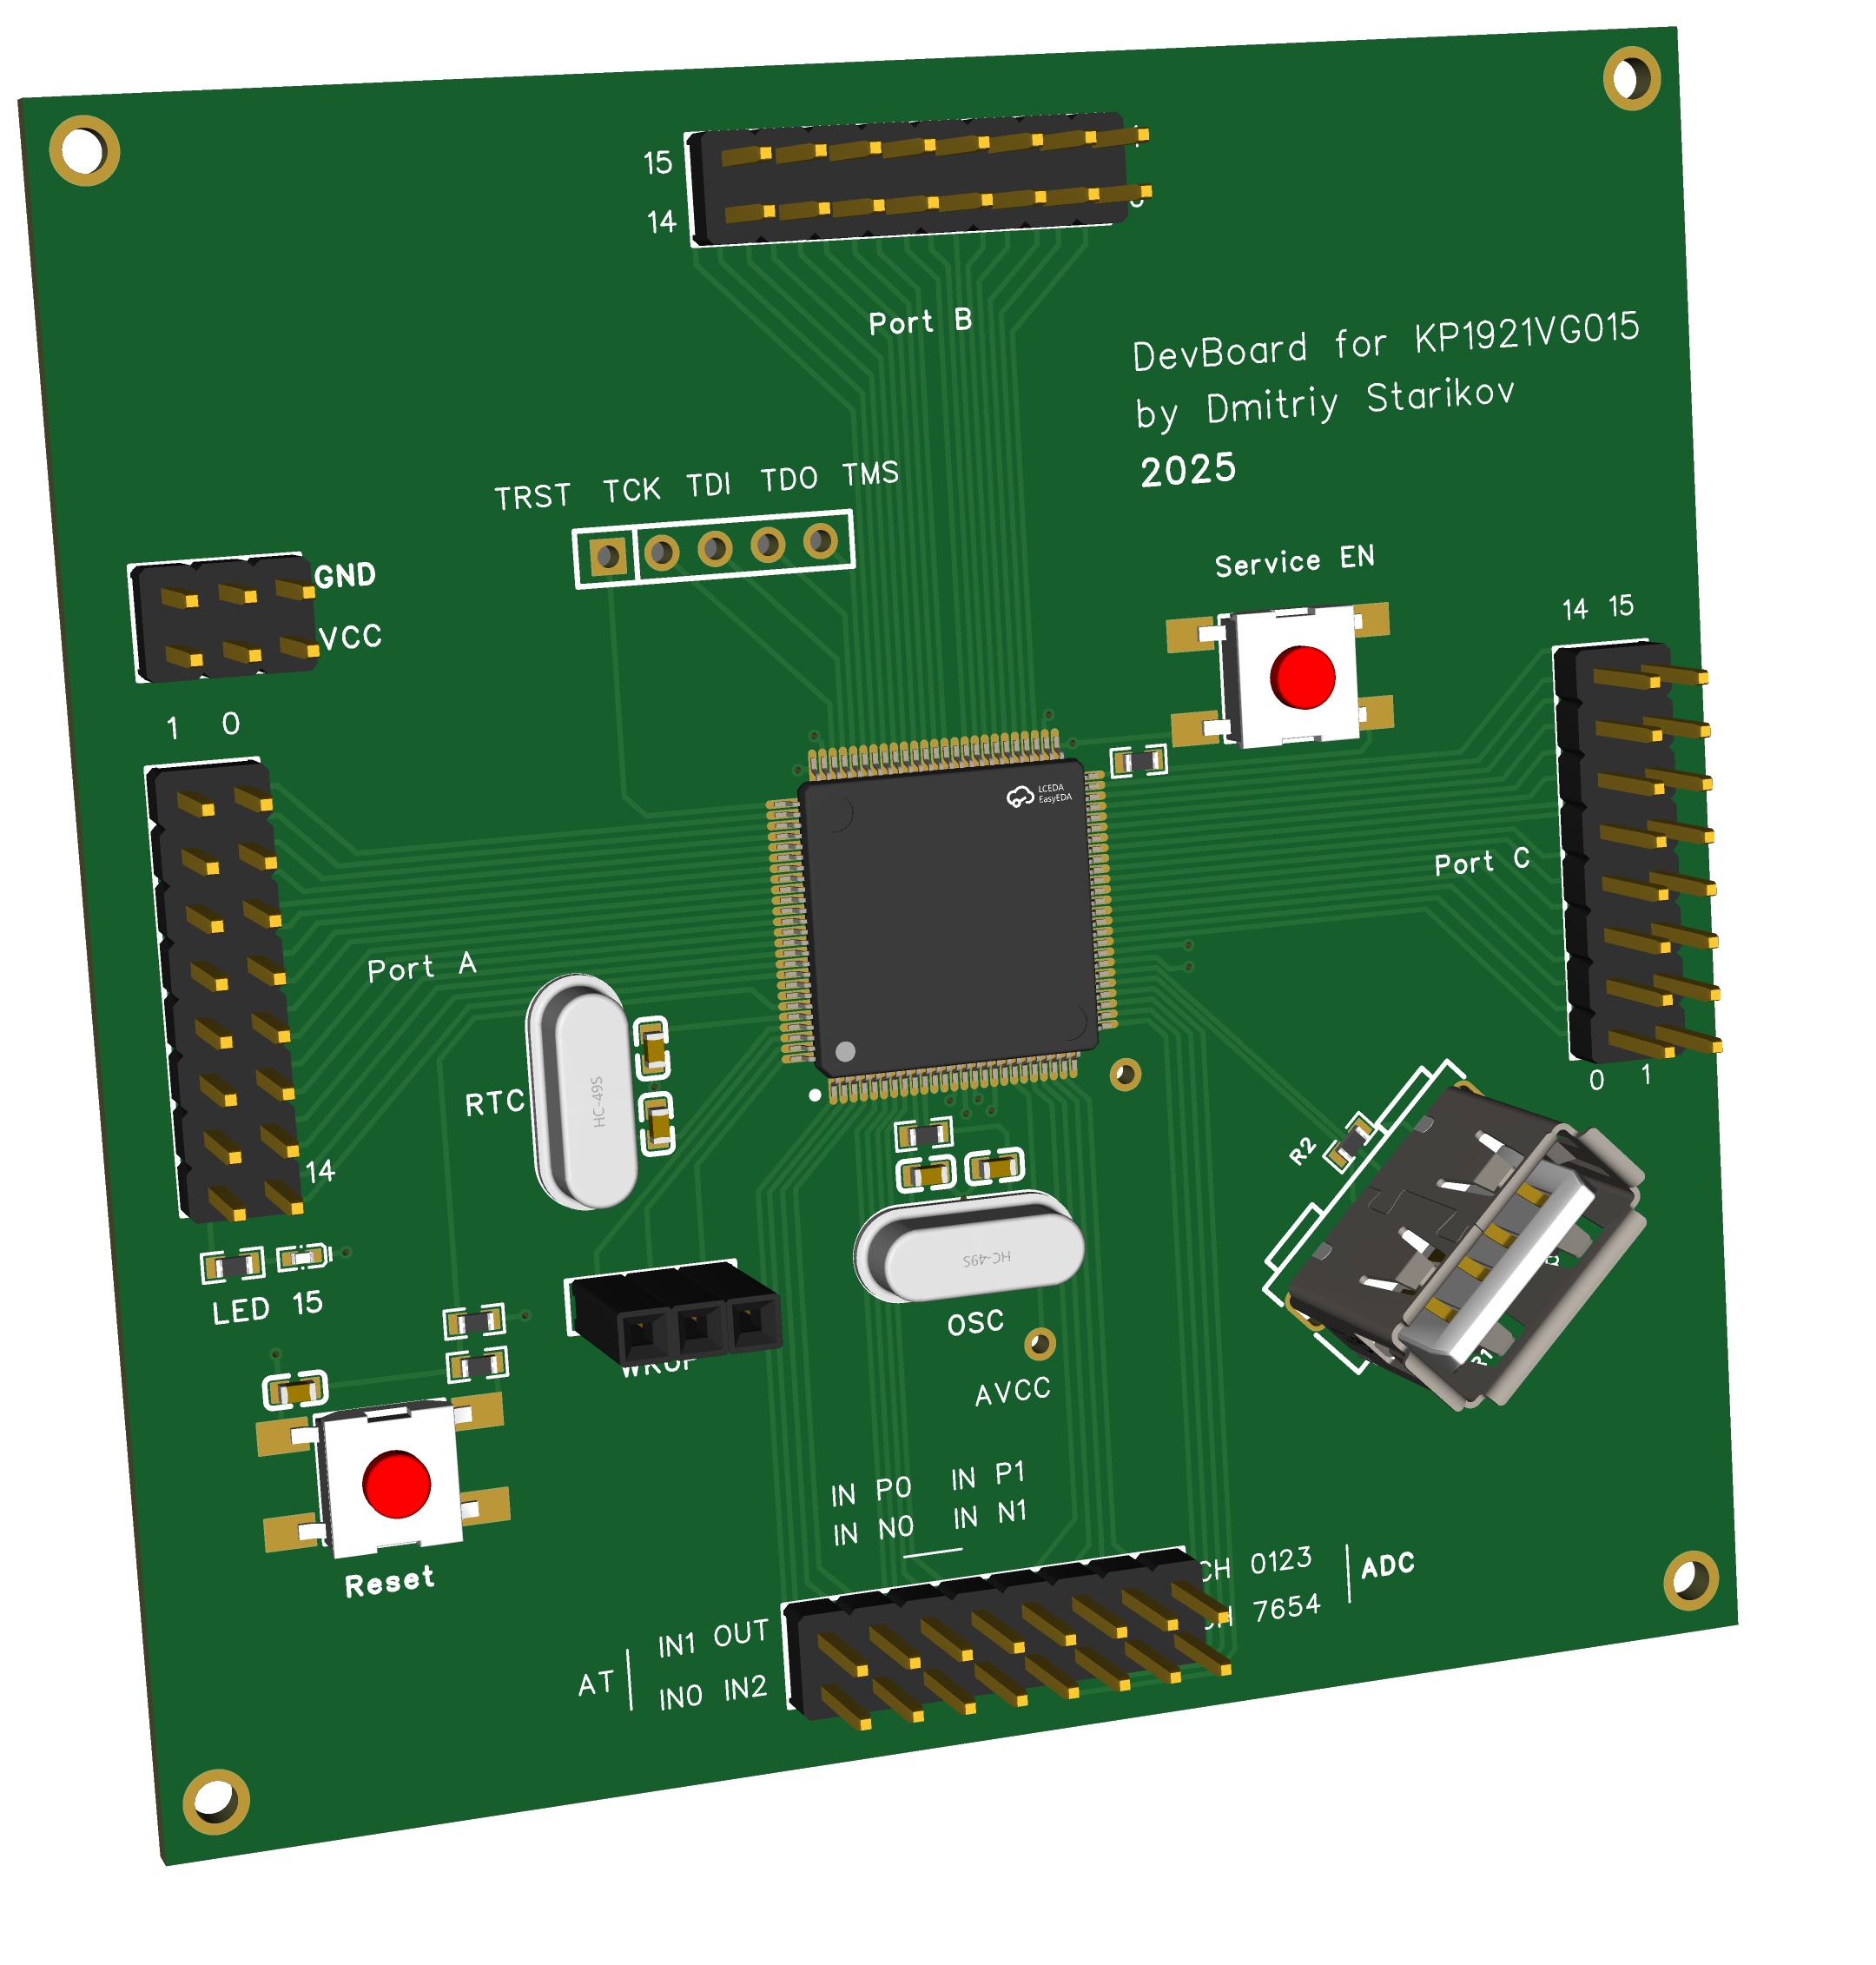 15
14
Port B
DevBoard for KP1921VG015
by Dmitriy Starikov
2025
TRST TCK TDI TDO TMS
GND
VCC
Service EN
14 15
1 0
LCEDA
EasyEDA
Port C
Port A
HC-49S
RTC
0 1
R2
14
HC-49S
LED 15
OSC
WKUP
R1
AVCC
IN P0 IN P1
IN N0 IN N1
Reset
CH 0123
ADC
CH 7654
IN1 OUT
AT
IN0 IN2